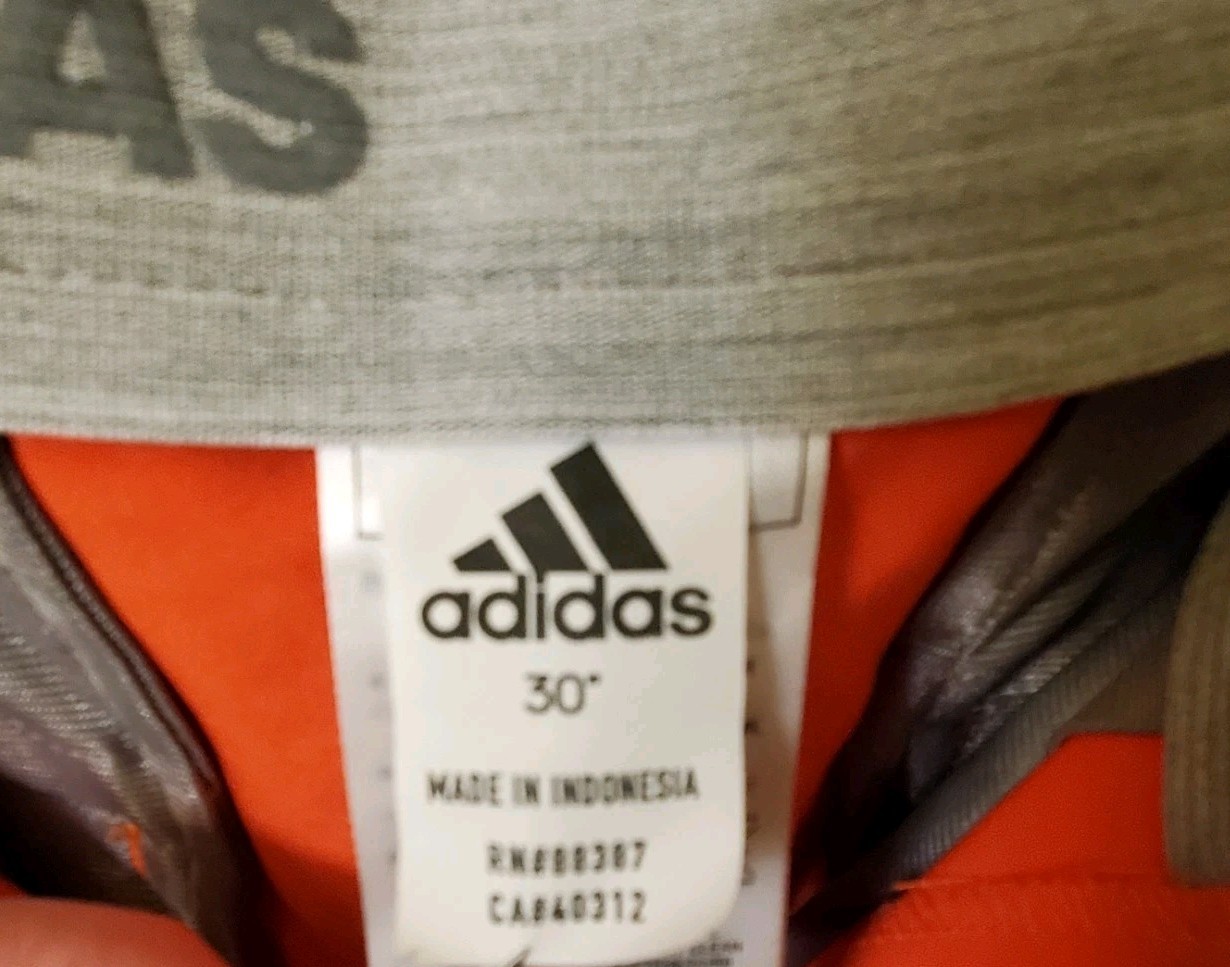 AS
adidas
30"
MADE IN INDONESIA
RN#88387
CA#40312